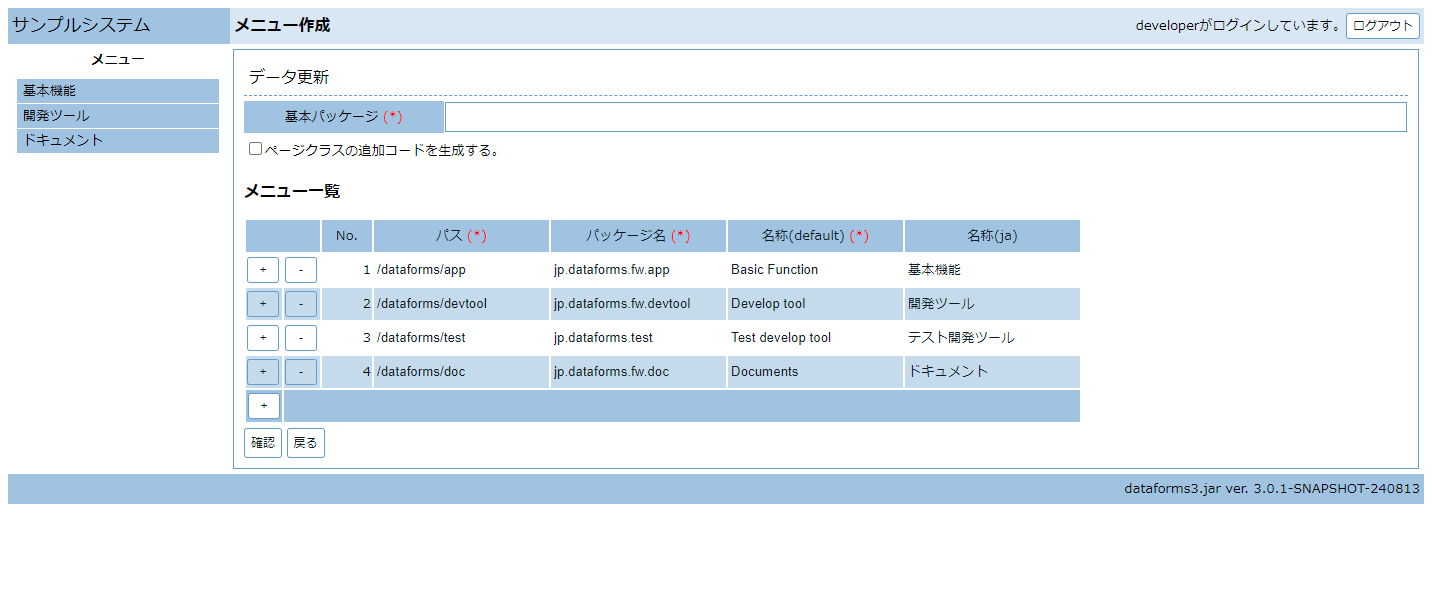 サンプルシステム
メニュー作成
developerがログインしています。 ログアウト
メニュー
基本機能
開発ツール
ドキュメント
データ更新
基本パッケージ (*)
ページクラスの追加コードを生成する。
メニュー一覧
No. パス (*) パッケージ名 (*) 名称(default) (*) 名称(ja)
+ - 1 /dataforms/app jp.dataforms.fw.app Basic Function 基本機能
+ - 2 /dataforms/devtool jp.dataforms.fw.devtool Develop tool 開発ツール
+ - 3 /dataforms/test jp.dataforms.test Test develop tool テスト開発ツール
+ - 4 /dataforms/doc jp.dataforms.fw.doc Documents ドキュメント
+
確認 戻る
dataforms3.jar ver. 3.0.1-SNAPSHOT-240813